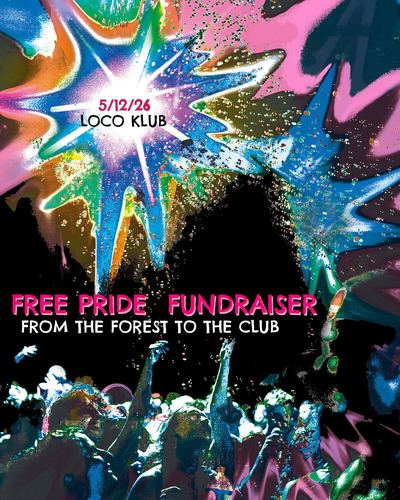 5/12/26
LOCO KLUB
FREE PRIDE FUNDRAISER
FROM THE FOREST TO THE CLUB